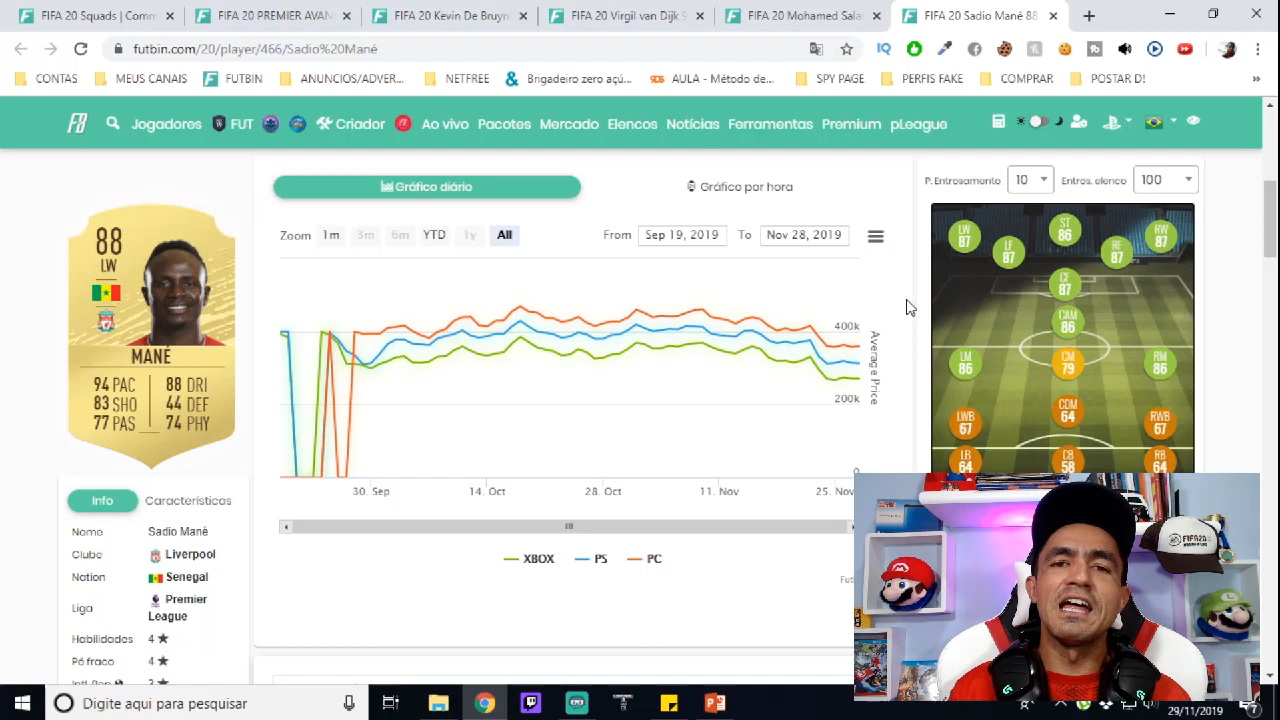 FIFA 20 Squads | Comm
FIFA 20 PREMIER AVAN
FIFA 20 Kevin De Bruyn
FIFA 20 Virgil van Dijk 9
FIFA 20 Mohamed Sala
FIFA 20 Sadio Mané 88
futbin.com/20/player/466/Sadio%20Mané
CONTAS
MEUS CANAIS
FUTBIN
ANUNCIOS/ADVER...
NETFREE
Brigadeiro zero açú...
AULA - Método de...
SPY PAGE
PERFIS FAKE
COMPRAR
POSTAR D!
Jogadores
FUT
Criador
Ao vivo
Pacotes
Mercado
Elencos
Notícias
Ferramentas
Premium
pLeague
Gráfico diário
Gráfico por hora
P. Entrosamento
10
Entros. elenco
100
Zoom
1m
6m
YTD
1y
All
From
Sep 19, 2019
To
Nov 28, 2019
88
LW
MANÉ
94 PAC
88 DRI
83 SHO
44 DEF
77 PAS
74 PHY
400k
200k
0
Average Price
30. Sep
14. Oct
28. Oct
11. Nov
25. Nov
XBOX
PS
PC
LW
87
ST
86
RW
87
LF
87
RF
87
CF
87
CAM
86
LM
86
CM
79
RM
86
CDM
64
LWB
67
RWB
67
LB
64
CB
58
RB
64
Info
Características
Nome
Sadio Mané
Clube
Liverpool
Nation
Senegal
Liga
Premier
League
Habilidades
4
Pé fraco
4
FIFA20
Digite aqui para pesquisar
29/11/2019